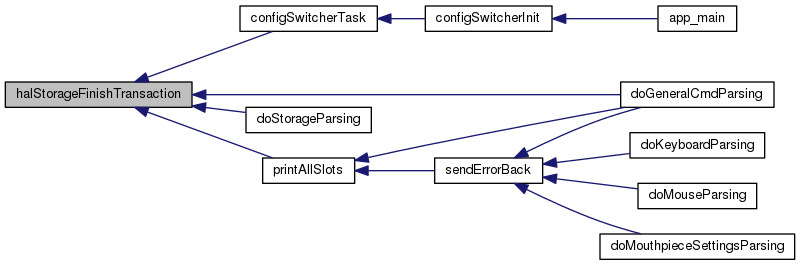 configSwitcherTask
configSwitcherInit
app_main
halStorageFinishTransaction
doGeneralCmdParsing
doStorageParsing
doKeyboardParsing
printAllSlots
sendErrorBack
doMouseParsing
doMouthpieceSettingsParsing